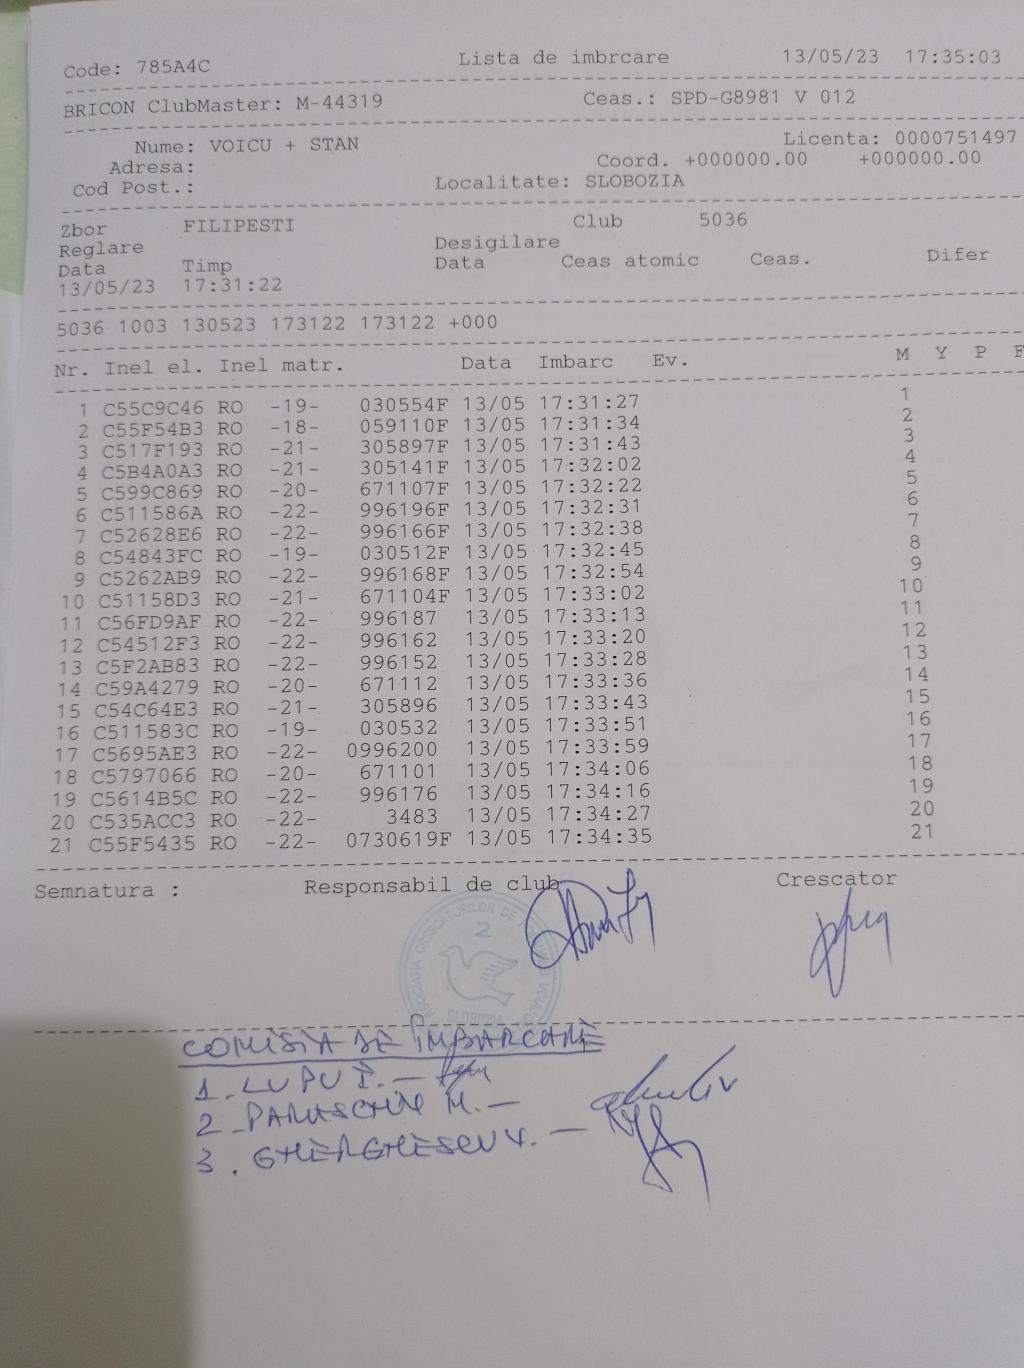 Code: 785A4C Lista de imbrcare 13/05/23 17:35:03
BRICON ClubMaster: M-44319 Ceas.: SPD-G8981 V 012
Nume: VOICU + STAN Licenta: 0000751497
Adresa: Coord. +000000.00 +000000.00
Cod Post.: Localitate: SLOBOZIA
Zbor FILIPESTI Club 5036
Reglare Desigilare
Data Timp Data Ceas atomic Ceas. Difer
13/05/23 17:31:22
5036 1003 130523 173122 173122 +000
Nr. Inel el. Inel matr. Data Imbarc Ev. M Y P F
1 C55C9C46 RO -19- 030554F 13/05 17:31:27 1
2 C55F54B3 RO -18- 059110F 13/05 17:31:34 2
3 C517F193 RO -21- 305897F 13/05 17:31:43 3
4 C5B4A0A3 RO -21- 305141F 13/05 17:32:02 4
5 C599C869 RO -20- 671107F 13/05 17:32:22 5
6 C511586A RO -22- 996196F 13/05 17:32:31 6
7 C52628E6 RO -22- 996166F 13/05 17:32:38 7
8 C54843FC RO -19- 030512F 13/05 17:32:45 8
9 C5262AB9 RO -22- 996168F 13/05 17:32:54 9
10 C51158D3 RO -21- 671104F 13/05 17:33:02 10
11 C56FD9AF RO -22- 996187 13/05 17:33:13 11
12 C54512F3 RO -22- 996162 13/05 17:33:20 12
13 C5F2AB83 RO -22- 996152 13/05 17:33:28 13
14 C59A4279 RO -20- 671112 13/05 17:33:36 14
15 C54C64E3 RO -21- 305896 13/05 17:33:43 15
16 C511583C RO -19- 030532 13/05 17:33:51 16
17 C5695AE3 RO -22- 0996200 13/05 17:33:59 17
18 C5797066 RO -20- 671101 13/05 17:34:06 18
19 C5614B5C RO -22- 996176 13/05 17:34:16 19
20 C535ACC3 RO -22- 3483 13/05 17:34:27 20
21 C55F5435 RO -22- 0730619F 13/05 17:34:35 21
Semnatura : Responsabil de club Crescator
CRESCATORILOR DE
2
SLOBOZIA
COMISIA DE ÎMBARCARE
1. LUPU I. -
2. PARASCHIV M. -
3. GHERGHESCU V. -